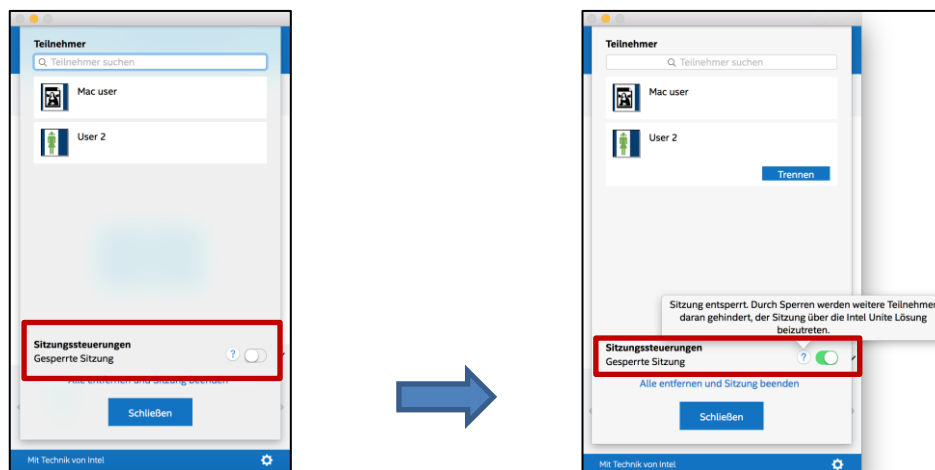 Teilnehmer
Teilnehmer suchen
Mac user
User 2
Sitzungssteuerungen
Gesperrte Sitzung
?
Alle entfernen und Sitzung beenden
Schließen
Mit Technik von Intel
Teilnehmer
Teilnehmer suchen
Mac user
User 2
Trennen
Sitzung entsperrt. Durch Sperren werden weitere Teilnehmer
daran gehindert, der Sitzung über die Intel Unite Lösung
beizutreten.
Sitzungssteuerungen
Gesperrte Sitzung
?
Alle entfernen und Sitzung beenden
Schließen
Mit Technik von Intel